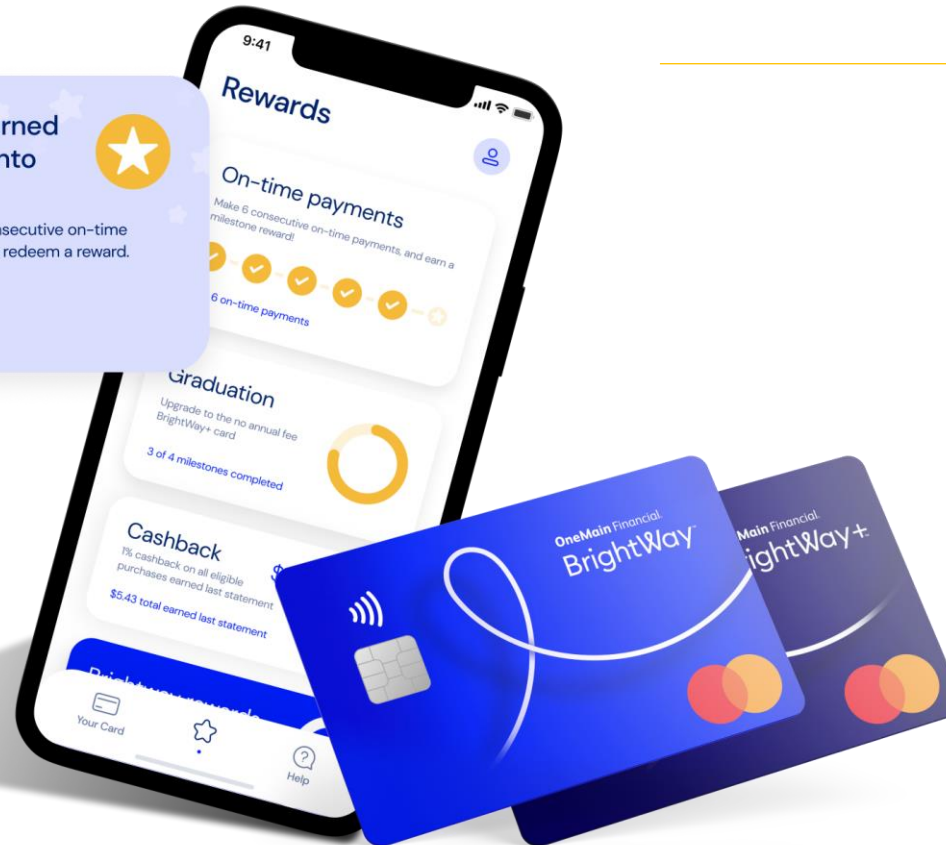 9:41
Rewards
On-time payments
Make 6 consecutive on-time payments, and earn a
milestone reward!
6 on-time payments
redeem a reward.
on-time
Graduation
Upgrade to the no annual fee
BrightWay+ card
3 of 4 milestones completed
Cashback
1% cashback on all eligible
purchases earned last statement
$5.43 total earned last statement
$
Your Card
Help
OneMain Financial.
BrightWay
Main Financial.
ightWay+